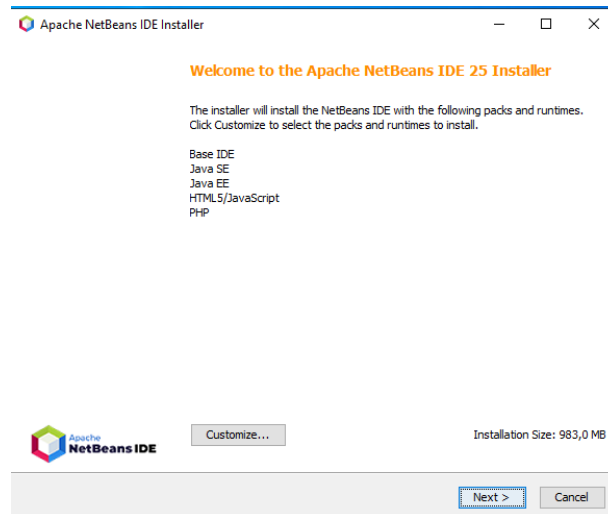 Apache NetBeans IDE Installer
Welcome to the Apache NetBeans IDE 25 Installer
The installer will install the NetBeans IDE with the following packs and runtimes.
Click Customize to select the packs and runtimes to install.
Base IDE
Java SE
Java EE
HTML5/JavaScript
PHP
Apache
NetBeans IDE
Customize...
Installation Size: 983,0 MB
Next >
Cancel